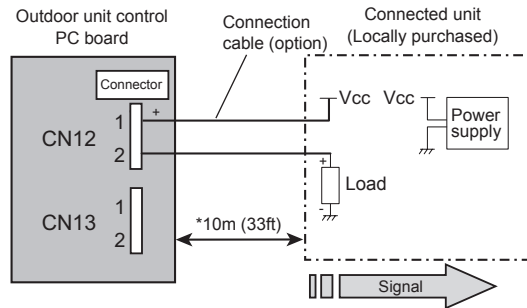 Outdoor unit control
PC board
Connection
cable (option)
Connected unit
(Locally purchased)
Connector
+
Vcc
Vcc
Power
supply
CN12
1
2
+
Load
-
CN13
1
2
*10m (33ft)
Signal